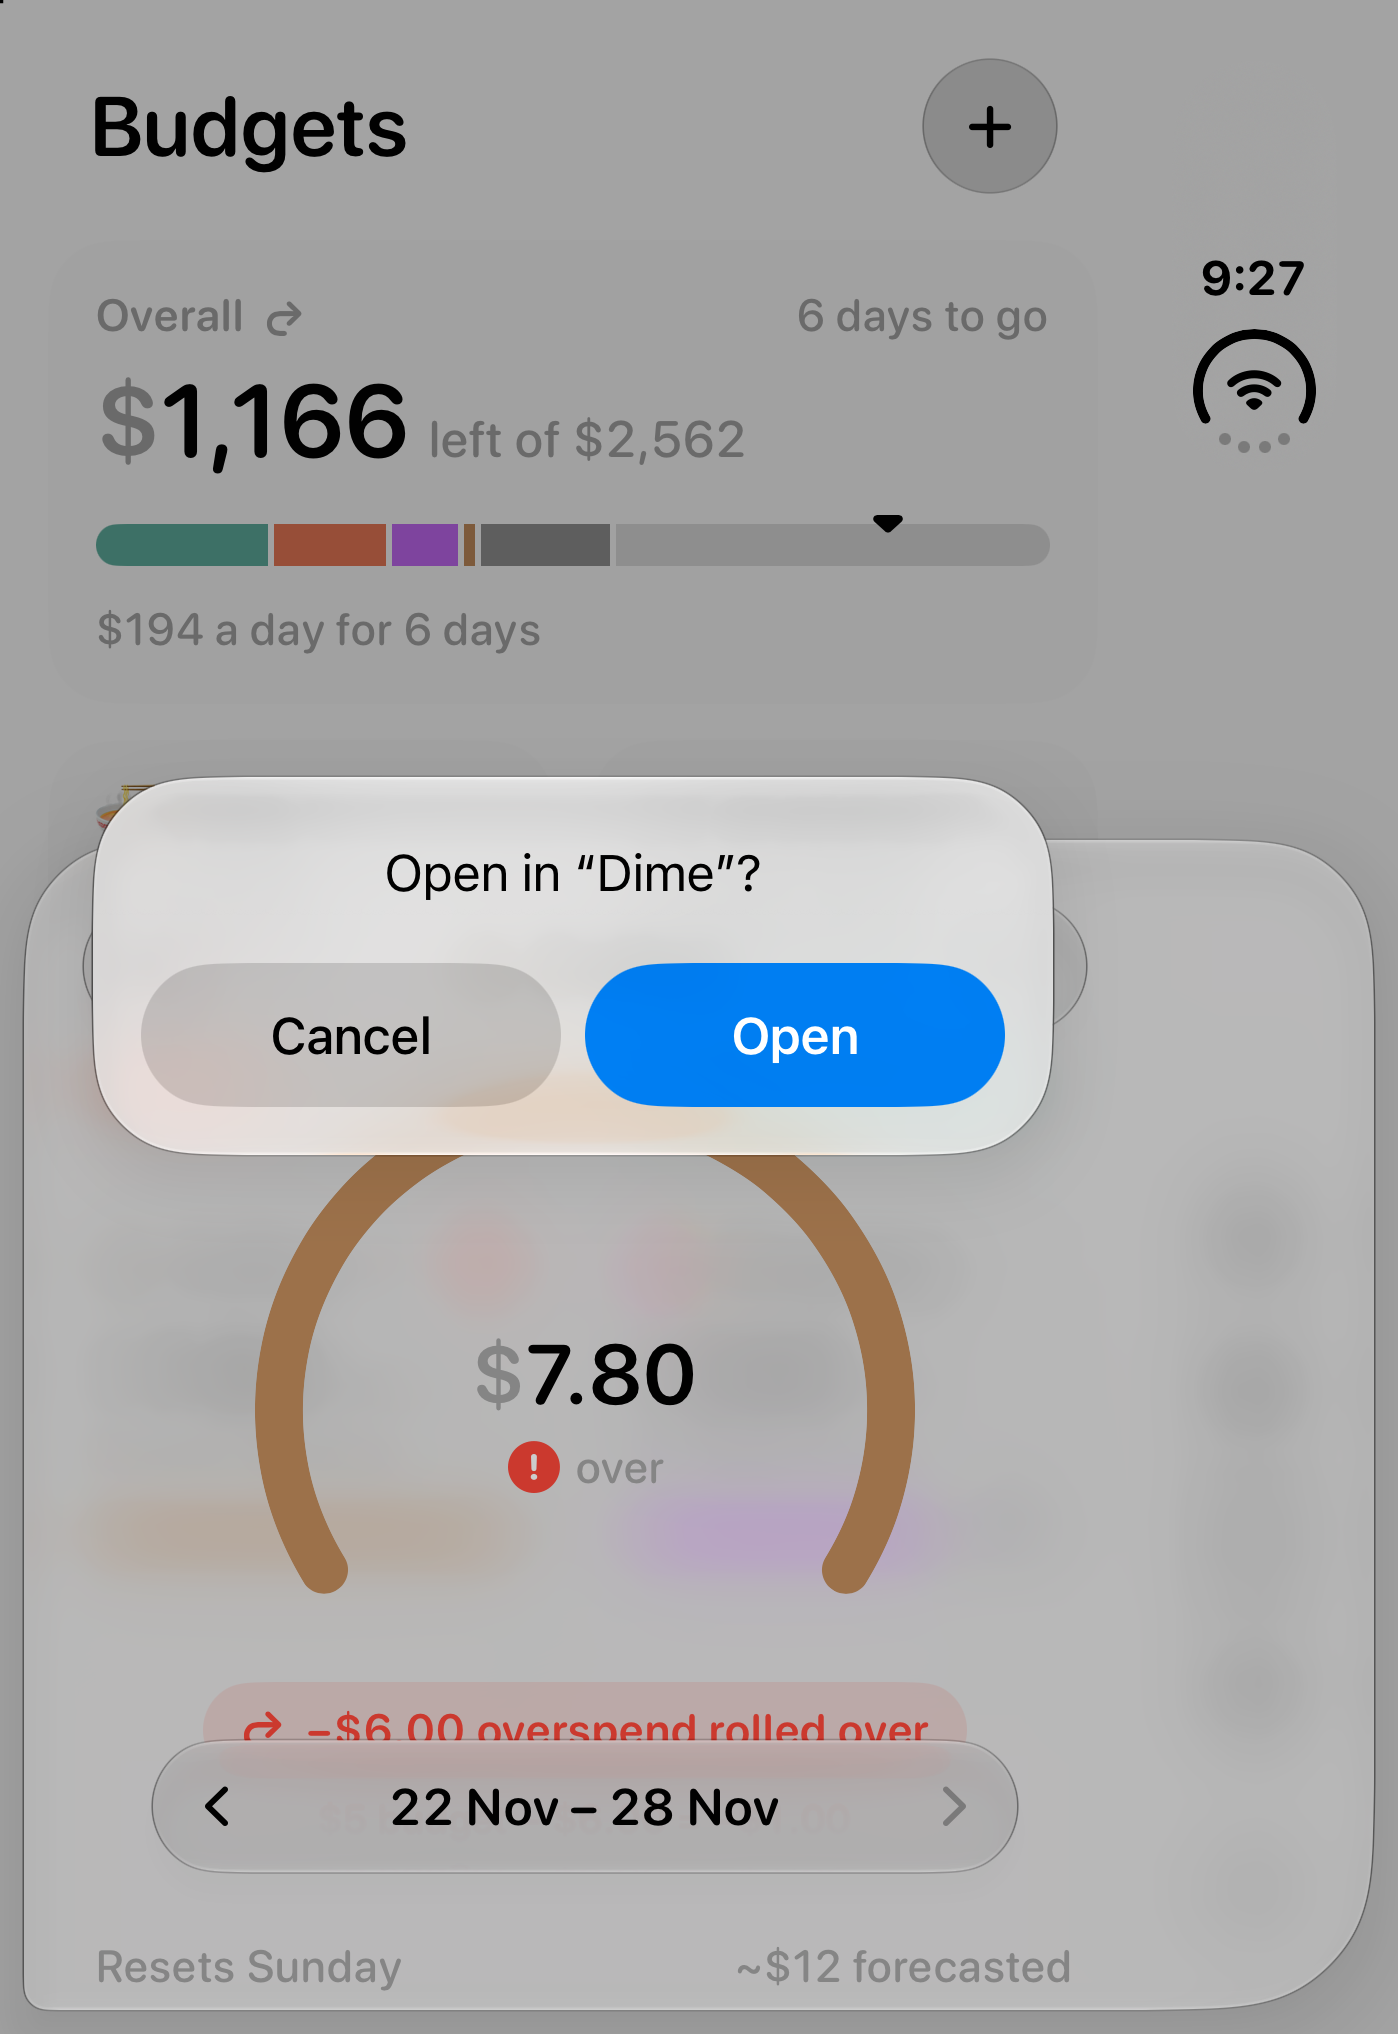 Budgets
9:27
Overall
6 days to go
$1,166 left of $2,562
$194 a day for 6 days
Open in “Dime”?
Cancel
Open
$7.80
! over
−$6.00 overspend rolled over
22 Nov – 28 Nov
Resets Sunday
~$12 forecasted